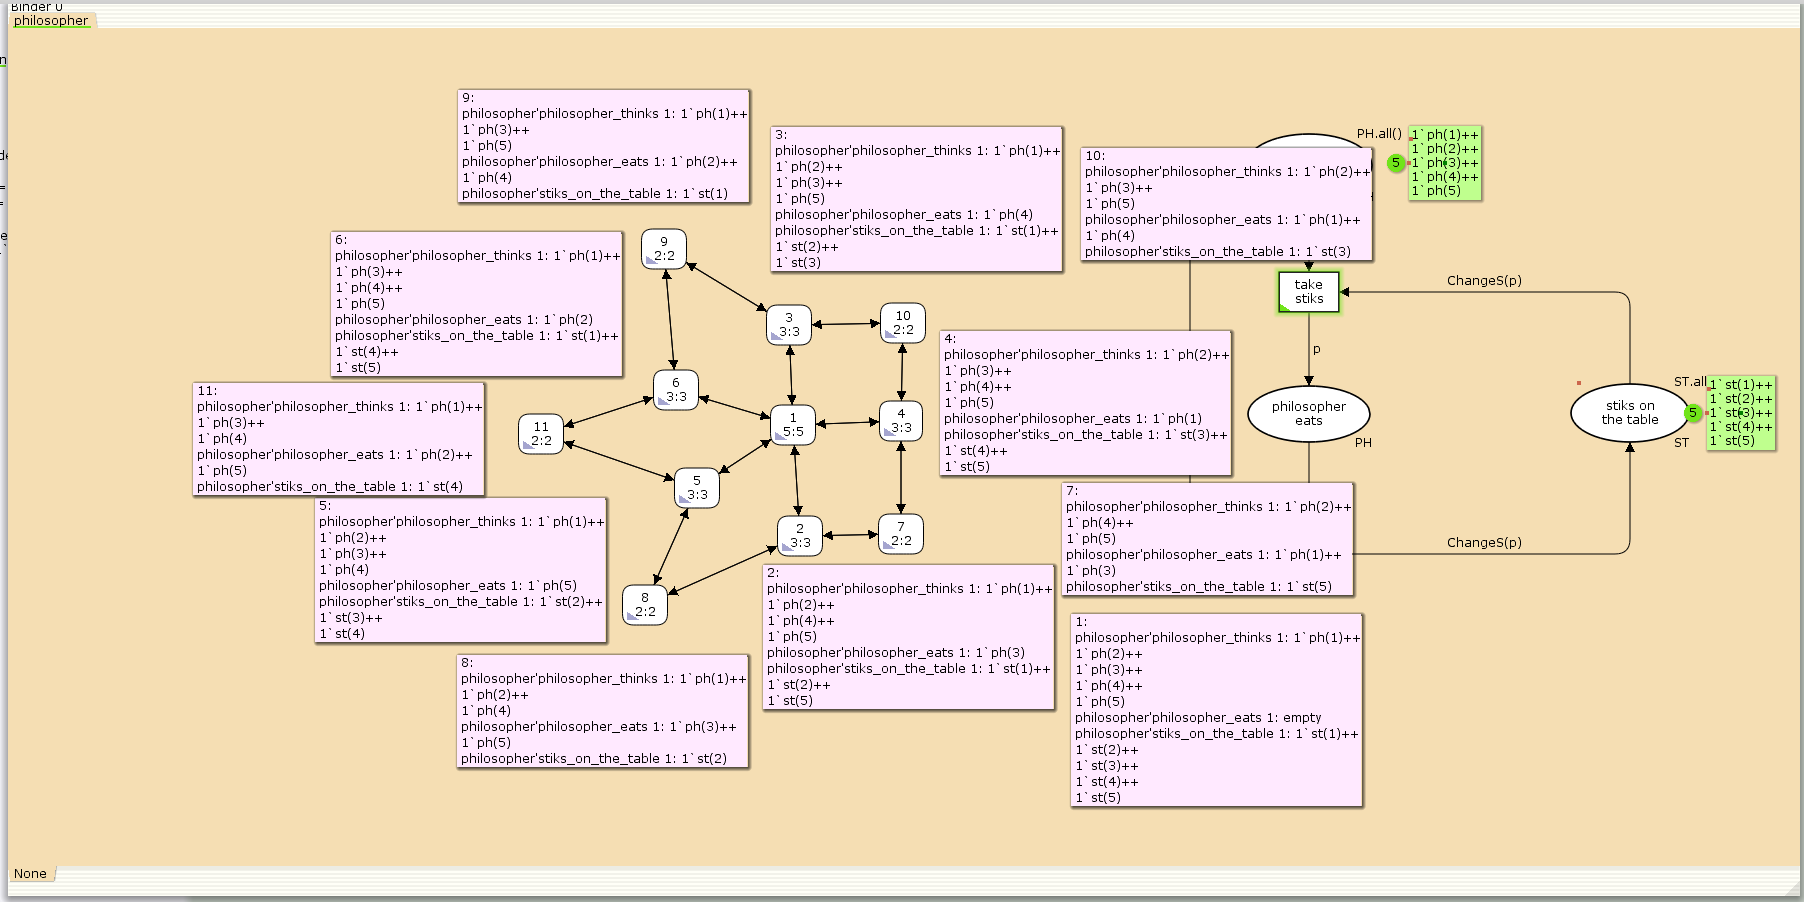 Binder 0
philosopher
9:
philosopher'philosopher_thinks 1: 1`ph(1)++
1`ph(3)++
1`ph(5)
philosopher'philosopher_eats 1: 1`ph(2)++
1`ph(4)
philosopher'stiks_on_the_table 1: 1`st(1)
3:
philosopher'philosopher_thinks 1: 1`ph(1)++
1`ph(2)++
1`ph(3)++
1`ph(5)
philosopher'philosopher_eats 1: 1`ph(4)
philosopher'stiks_on_the_table 1: 1`st(1)++
1`st(2)++
1`st(3)
10:
philosopher'philosopher_thinks 1: 1`ph(2)++
1`ph(3)++
1`ph(5)
philosopher'philosopher_eats 1: 1`ph(1)++
1`ph(4)
philosopher'stiks_on_the_table 1: 1`st(3)
PH.all()
5
1`ph(1)++
1`ph(2)++
1`ph(3)++
1`ph(4)++
1`ph(5)
6:
philosopher'philosopher_thinks 1: 1`ph(1)++
1`ph(3)++
1`ph(4)++
1`ph(5)
philosopher'philosopher_eats 1: 1`ph(2)
philosopher'stiks_on_the_table 1: 1`st(1)++
1`st(4)++
1`st(5)
9
2:2
3
3:3
10
2:2
take
stiks
ChangeS(p)
p
4:
philosopher'philosopher_thinks 1: 1`ph(2)++
1`ph(3)++
1`ph(4)++
1`ph(5)
philosopher'philosopher_eats 1: 1`ph(1)
philosopher'stiks_on_the_table 1: 1`st(3)++
1`st(4)++
1`st(5)
11:
philosopher'philosopher_thinks 1: 1`ph(1)++
1`ph(3)++
1`ph(4)
philosopher'philosopher_eats 1: 1`ph(2)++
1`ph(5)
philosopher'stiks_on_the_table 1: 1`st(4)
6
3:3
11
2:2
1
5:5
4
3:3
philosopher
eats
PH
stiks on
the table
ST.all
5
ST
1`st(1)++
1`st(2)++
1`st(3)++
1`st(4)++
1`st(5)
5
3:3
2
3:3
7
2:2
8
2:2
5:
philosopher'philosopher_thinks 1: 1`ph(1)++
1`ph(2)++
1`ph(3)++
1`ph(4)
philosopher'philosopher_eats 1: 1`ph(5)
philosopher'stiks_on_the_table 1: 1`st(2)++
1`st(3)++
1`st(4)
7:
philosopher'philosopher_thinks 1: 1`ph(2)++
1`ph(4)++
1`ph(5)
philosopher'philosopher_eats 1: 1`ph(1)++
1`ph(3)
philosopher'stiks_on_the_table 1: 1`st(5)
ChangeS(p)
2:
philosopher'philosopher_thinks 1: 1`ph(1)++
1`ph(2)++
1`ph(4)++
1`ph(5)
philosopher'philosopher_eats 1: 1`ph(3)
philosopher'stiks_on_the_table 1: 1`st(1)++
1`st(2)++
1`st(5)
8:
philosopher'philosopher_thinks 1: 1`ph(1)++
1`ph(2)++
1`ph(4)
philosopher'philosopher_eats 1: 1`ph(3)++
1`ph(5)
philosopher'stiks_on_the_table 1: 1`st(2)
1:
philosopher'philosopher_thinks 1: 1`ph(1)++
1`ph(2)++
1`ph(3)++
1`ph(4)++
1`ph(5)
philosopher'philosopher_eats 1: empty
philosopher'stiks_on_the_table 1: 1`st(1)++
1`st(2)++
1`st(3)++
1`st(4)++
1`st(5)
None